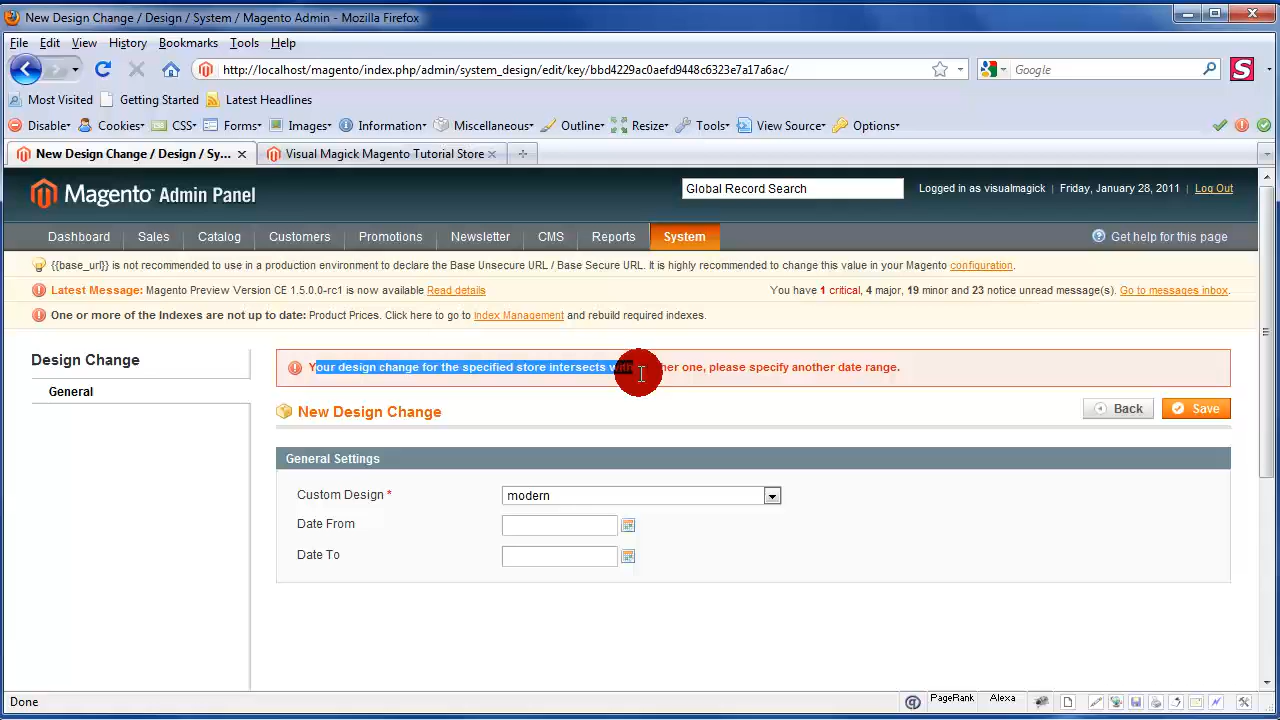 New Design Change / Design / System / Magento Admin - Mozilla Firefox
File Edit View History Bookmarks Tools Help
http://localhost/magento/index.php/admin/system_design/edit/key/bbd4229ac0aefd9448c6323e7a17a6ac/ Google S
Most Visited Getting Started Latest Headlines
Disable Cookies CSS Forms Images Information Miscellaneous Outline Resize Tools View Source Options
New Design Change / Design / Sy... Visual Magick Magento Tutorial Store
Magento Admin Panel Global Record Search Logged in as visualmagick | Friday, January 28, 2011 | Log Out
Dashboard Sales Catalog Customers Promotions Newsletter CMS Reports System Get help for this page
{{base_url}} is not recommended to use in a production environment to declare the Base Unsecure URL / Base Secure URL. It is highly recommended to change this value in your Magento configuration.
Latest Message: Magento Preview Version CE 1.5.0.0-rc1 is now available Read details You have 1 critical, 4 major, 19 minor and 23 notice unread message(s). Go to messages inbox.
One or more of the Indexes are not up to date: Product Prices. Click here to go to Index Management and rebuild required indexes.
Design Change
General
Your design change for the specified store intersects with one, please specify another date range.
New Design Change Back Save
General Settings
Custom Design * modern
Date From
Date To
Done PageRank Alexa